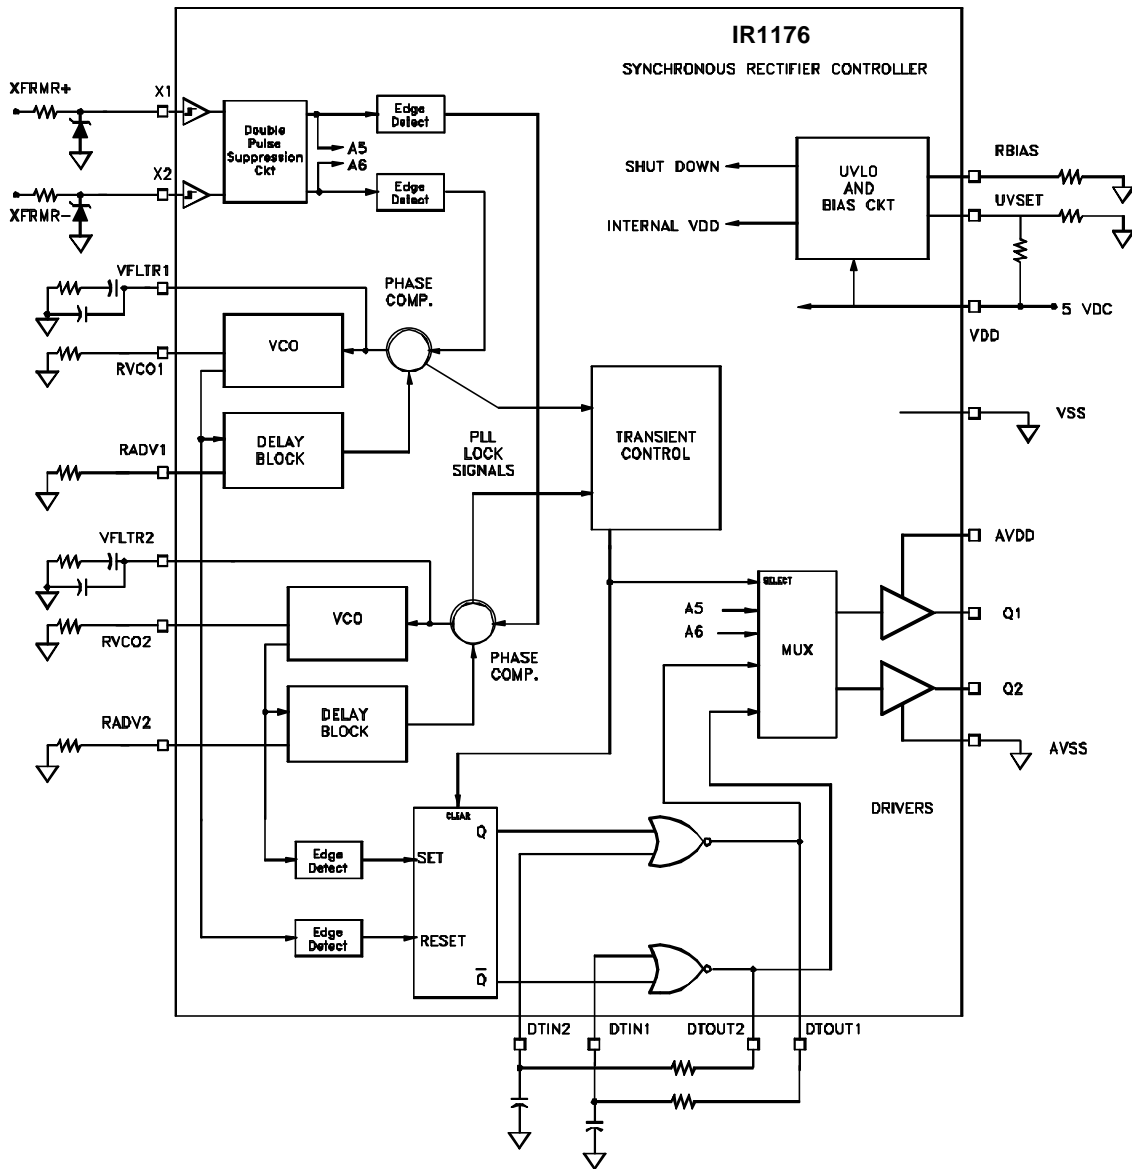 IR1176
SYNCHRONOUS RECTIFIER CONTROLLER
XFRMR+
X1
Double
Pulse
Suppression
Ckt
Edge
Detect
A5
A6
X2
XFRMR-
Edge
Detect
SHUT DOWN
INTERNAL VDD
UVLO
AND
BIAS CKT
RBIAS
UVSET
5 VDC
VDD
VFLTR1
PHASE
COMP.
VCO
RVCO1
RADV1
DELAY
BLOCK
PLL
LOCK
SIGNALS
TRANSIENT
CONTROL
VSS
VFLTR2
VCO
RVCO2
PHASE
COMP.
RADV2
DELAY
BLOCK
AVDD
SELECT
A5
A6
MUX
Q1
Q2
AVSS
DRIVERS
CLEAR
Q
SET
Edge
Detect
RESET
Edge
Detect
Q̅
DTIN2
DTIN1
DTOUT2
DTOUT1